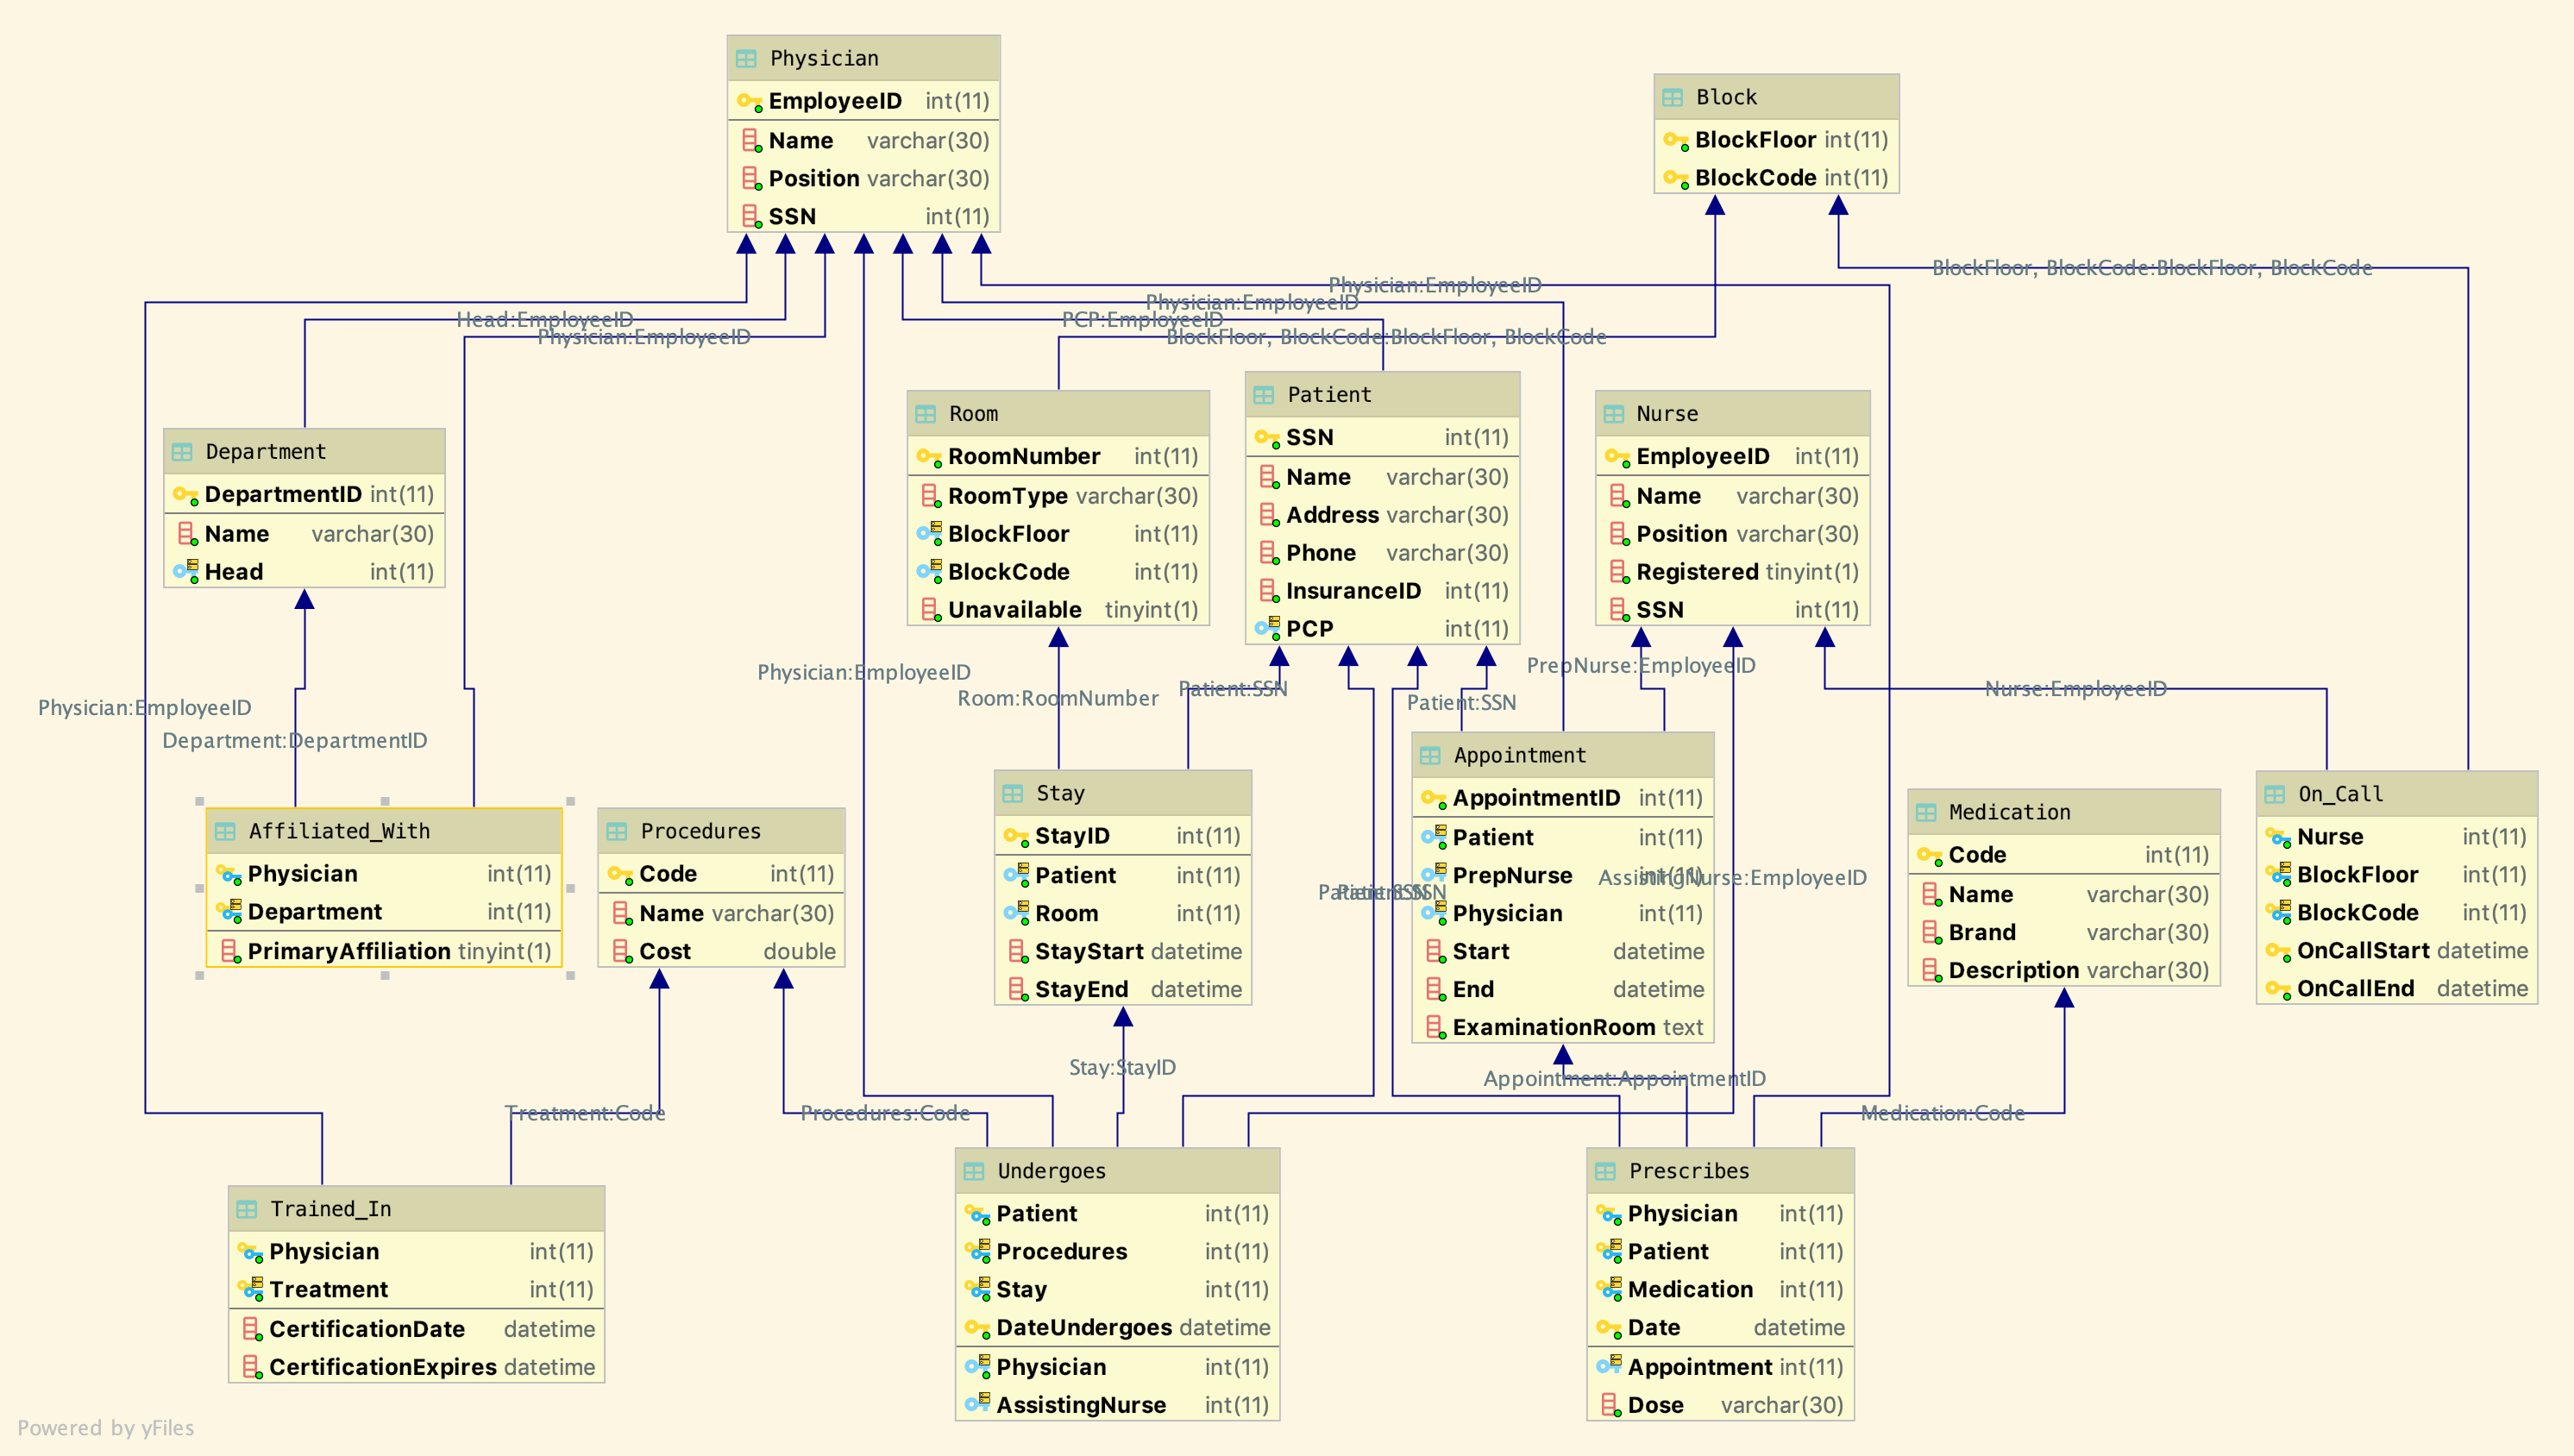 Physician
EmployeeID int(11)
Name varchar(30)
Position varchar(30)
SSN int(11)
Block
BlockFloor int(11)
BlockCode int(11)
BlockFloor, BlockCode:BlockFloor, BlockCode
Physician:EmployeeID
Physician:EmployeeID
Head:EmployeeID
PCP:EmployeeID
Physician:EmployeeID
BlockFloor, BlockCode:BlockFloor, BlockCode
Department
DepartmentID int(11)
Name varchar(30)
Head int(11)
Room
RoomNumber int(11)
RoomType varchar(30)
BlockFloor int(11)
BlockCode int(11)
Unavailable tinyint(1)
Patient
SSN int(11)
Name varchar(30)
Address varchar(30)
Phone varchar(30)
InsuranceID int(11)
PCP int(11)
Nurse
EmployeeID int(11)
Name varchar(30)
Position varchar(30)
Registered tinyint(1)
SSN int(11)
Physician:EmployeeID
Department:DepartmentID
Physician:EmployeeID
Room:RoomNumber
Patient:SSN
Patient:SSN
PrepNurse:EmployeeID
Nurse:EmployeeID
Affiliated_With
Physician int(11)
Department int(11)
PrimaryAffiliation tinyint(1)
Procedures
Code int(11)
Name varchar(30)
Cost double
Stay
StayID int(11)
Patient int(11)
Room int(11)
StayStart datetime
StayEnd datetime
Patient:SSN
Patient:SSN
Appointment
AppointmentID int(11)
Patient int(11)
PrepNurse int(11)
Physician int(11)
Start datetime
End datetime
ExaminationRoom text
AssistingNurse:EmployeeID
Medication
Code int(11)
Name varchar(30)
Brand varchar(30)
Description varchar(30)
On_Call
Nurse int(11)
BlockFloor int(11)
BlockCode int(11)
OnCallStart datetime
OnCallEnd datetime
Stay:StayID
Appointment:AppointmentID
Treatment:Code
Procedures:Code
Medication:Code
Trained_In
Physician int(11)
Treatment int(11)
CertificationDate datetime
CertificationExpires datetime
Undergoes
Patient int(11)
Procedures int(11)
Stay int(11)
DateUndergoes datetime
Physician int(11)
AssistingNurse int(11)
Prescribes
Physician int(11)
Patient int(11)
Medication int(11)
Date datetime
Appointment int(11)
Dose varchar(30)
Powered by yFiles